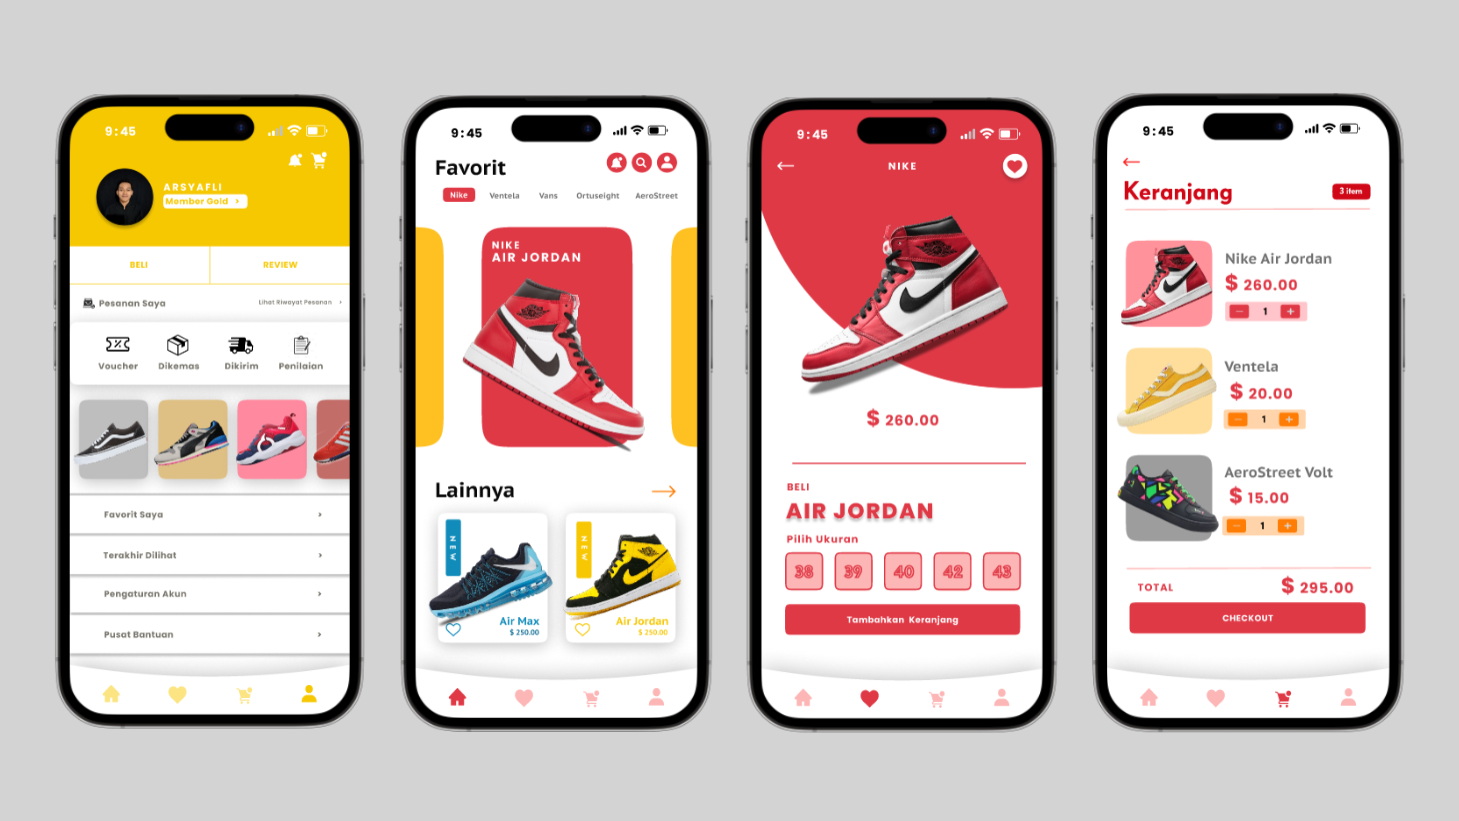 9:45
ARSYAFLI
Member Gold >
BELI
REVIEW
Pesanan Saya
Lihat Riwayat Pesanan >
Voucher
Dikemas
Dikirim
Penilaian
Favorit Saya >
Terakhir Dilihat >
Pengaturan Akun >
Pusat Bantuan >
9:45
Favorit
Nike
Ventela
Vans
Ortuseight
AeroStreet
NIKE
AIR JORDAN
Lainnya
NEW
Air Max
$ 250.00
NEW
Air Jordan
$ 250.00
9:45
NIKE
$ 260.00
BELI
AIR JORDAN
Pilih Ukuran
38
39
40
42
43
Tambahkan Keranjang
9:45
Keranjang
3 item
Nike Air Jordan
$ 260.00
- 1 +
Ventela
$ 20.00
- 1 +
AeroStreet Volt
$ 15.00
- 1 +
TOTAL
$ 295.00
CHECKOUT